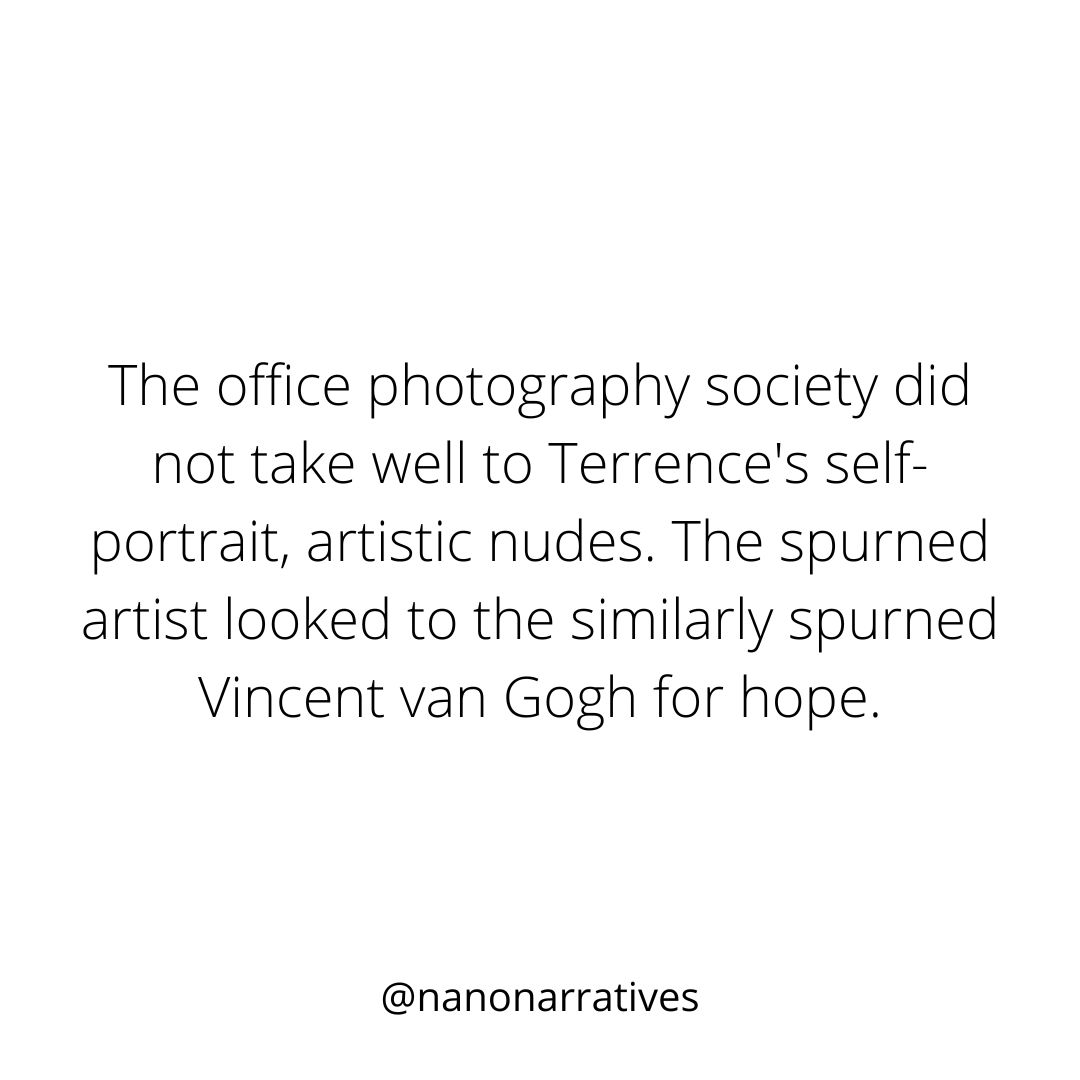 The office photography society did
not take well to Terrence's self-
portrait, artistic nudes. The spurned
artist looked to the similarly spurned
Vincent van Gogh for hope.
@nanonarratives